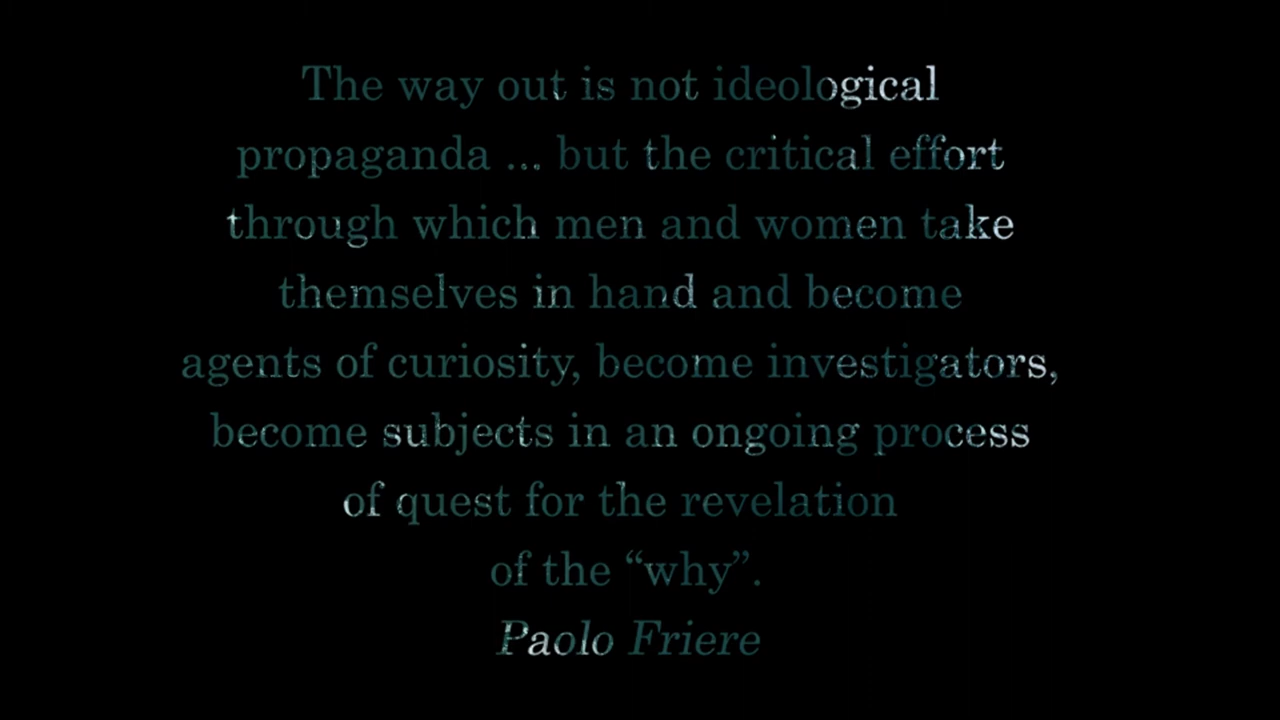 The way out is not ideological
propaganda ... but the critical effort
through which men and women take
themselves in hand and become
agents of curiosity, become investigators,
become subjects in an ongoing process
of quest for the revelation
of the “why”.
Paolo Friere